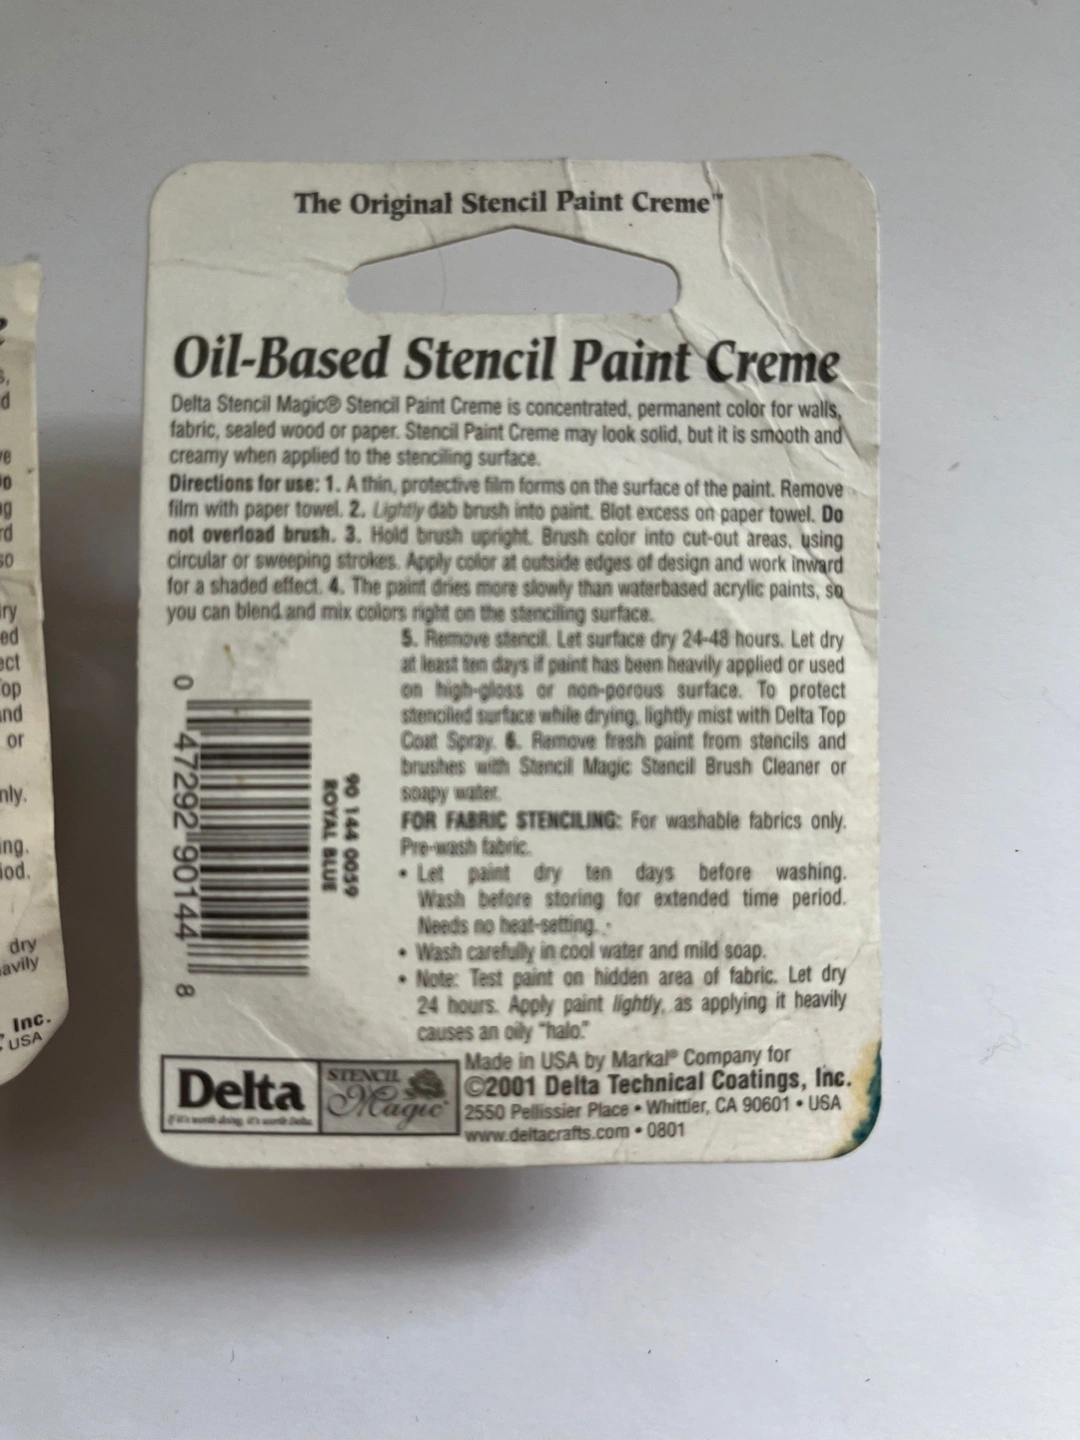 The Original Stencil Paint Creme™
Oil-Based Stencil Paint Creme
Delta Stencil Magic® Stencil Paint Creme is concentrated, permanent color for walls,
fabric, sealed wood or paper. Stencil Paint Creme may look solid, but it is smooth and
creamy when applied to the stenciling surface.
Directions for use: 1. A thin, protective film forms on the surface of the paint. Remove
film with paper towel. 2. Lightly dab brush into paint. Blot excess on paper towel. Do
not overload brush. 3. Hold brush upright. Brush color into cut-out areas, using
circular or sweeping strokes. Apply color at outside edges of design and work inward
for a shaded effect. 4. The paint dries more slowly than waterbased acrylic paints, so
you can blend and mix colors right on the stenciling surface.
5. Remove stencil. Let surface dry 24-48 hours. Let dry
at least ten days if paint has been heavily applied or used
on high-gloss or non-porous surface. To protect
stenciled surface while drying, lightly mist with Delta Top
Coat Spray. 6. Remove fresh paint from stencils and
brushes with Stencil Magic Stencil Brush Cleaner or
soapy water.
FOR FABRIC STENCILING: For washable fabrics only.
Pre-wash fabric.
• Let paint dry ten days before washing.
Wash before storing for extended time period.
Needs no heat-setting.
• Wash carefully in cool water and mild soap.
• Note: Test paint on hidden area of fabric. Let dry
24 hours. Apply paint lightly, as applying it heavily
causes an oily "halo."
0 47292 90144 8
90 144 0059
ROYAL BLUE
Delta
If it's worth doing, it's worth Delta.
STENCIL
Magic
Made in USA by Markal® Company for
©2001 Delta Technical Coatings, Inc.
2550 Pellissier Place • Whittier, CA 90601 • USA
www.deltacrafts.com • 0801
dry
Inc.
USA